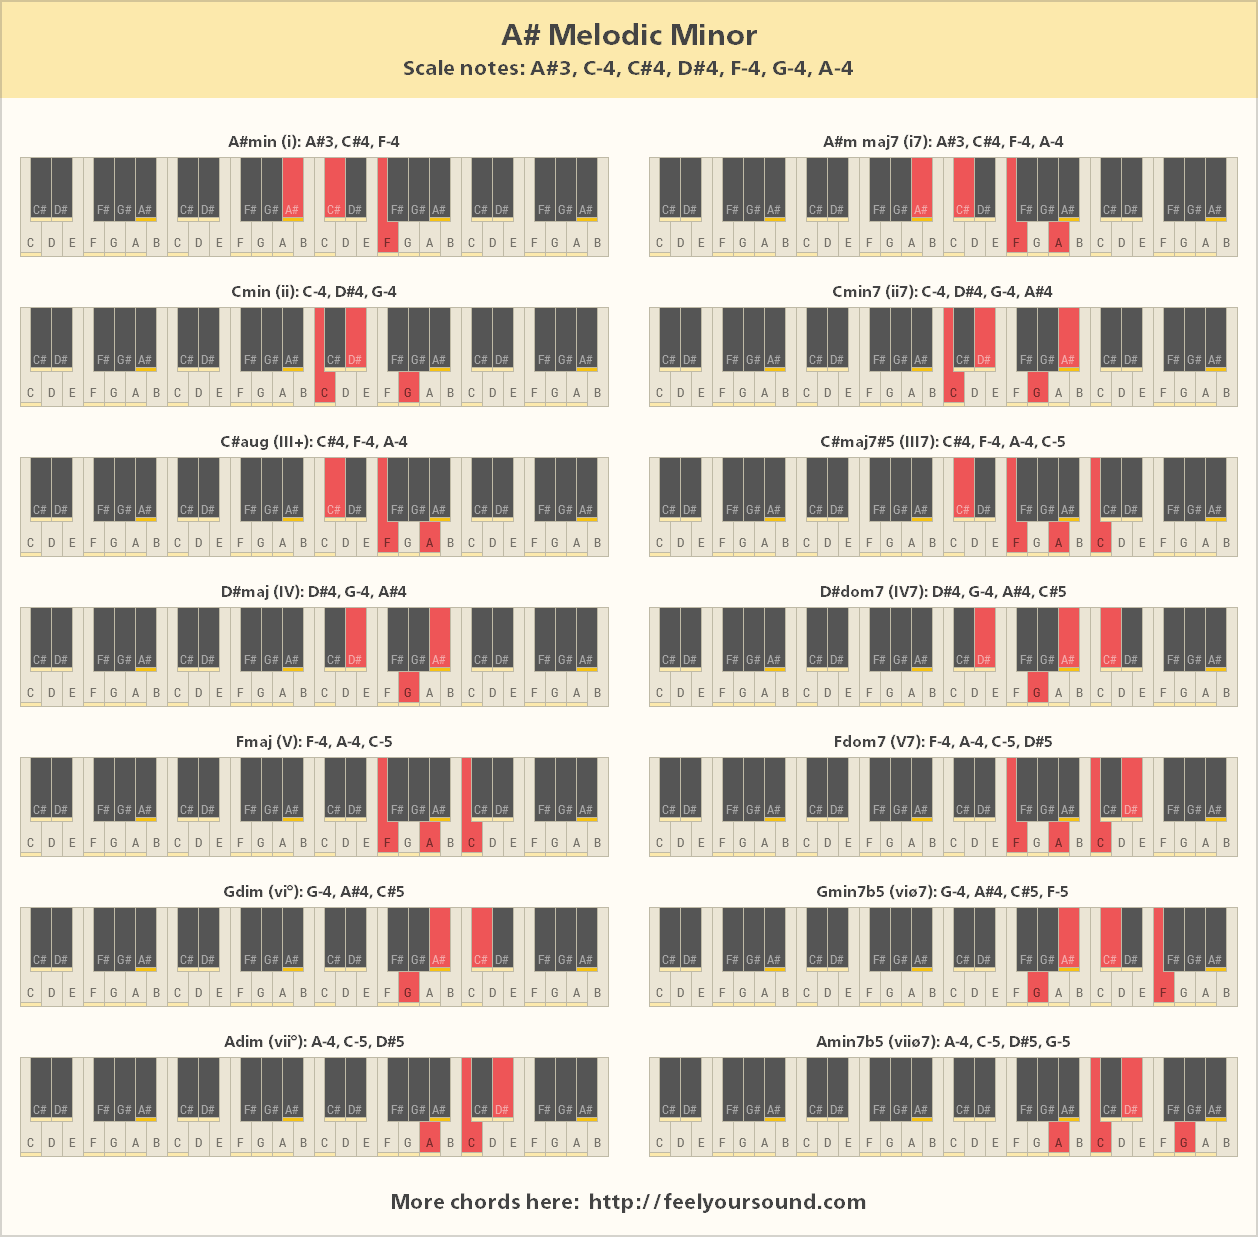 A# Melodic Minor
Scale notes: A#3, C-4, C#4, D#4, F-4, G-4, A-4
A#min (i): A#3, C#4, F-4
C# D# F# G# A# C# D# F# G# A# C# D# F# G# A# C# D# F# G# A#
C D E F G A B C D E F G A B C D E F G A B C D E F G A B
A#m maj7 (i7): A#3, C#4, F-4, A-4
C# D# F# G# A# C# D# F# G# A# C# D# F# G# A# C# D# F# G# A#
C D E F G A B C D E F G A B C D E F G A B C D E F G A B
Cmin (ii): C-4, D#4, G-4
C# D# F# G# A# C# D# F# G# A# C# D# F# G# A# C# D# F# G# A#
C D E F G A B C D E F G A B C D E F G A B C D E F G A B
Cmin7 (ii7): C-4, D#4, G-4, A#4
C# D# F# G# A# C# D# F# G# A# C# D# F# G# A# C# D# F# G# A#
C D E F G A B C D E F G A B C D E F G A B C D E F G A B
C#aug (III+): C#4, F-4, A-4
C# D# F# G# A# C# D# F# G# A# C# D# F# G# A# C# D# F# G# A#
C D E F G A B C D E F G A B C D E F G A B C D E F G A B
C#maj7#5 (III7): C#4, F-4, A-4, C-5
C# D# F# G# A# C# D# F# G# A# C# D# F# G# A# C# D# F# G# A#
C D E F G A B C D E F G A B C D E F G A B C D E F G A B
D#maj (IV): D#4, G-4, A#4
C# D# F# G# A# C# D# F# G# A# C# D# F# G# A# C# D# F# G# A#
C D E F G A B C D E F G A B C D E F G A B C D E F G A B
D#dom7 (IV7): D#4, G-4, A#4, C#5
C# D# F# G# A# C# D# F# G# A# C# D# F# G# A# C# D# F# G# A#
C D E F G A B C D E F G A B C D E F G A B C D E F G A B
Fmaj (V): F-4, A-4, C-5
C# D# F# G# A# C# D# F# G# A# C# D# F# G# A# C# D# F# G# A#
C D E F G A B C D E F G A B C D E F G A B C D E F G A B
Fdom7 (V7): F-4, A-4, C-5, D#5
C# D# F# G# A# C# D# F# G# A# C# D# F# G# A# C# D# F# G# A#
C D E F G A B C D E F G A B C D E F G A B C D E F G A B
Gdim (vi°): G-4, A#4, C#5
C# D# F# G# A# C# D# F# G# A# C# D# F# G# A# C# D# F# G# A#
C D E F G A B C D E F G A B C D E F G A B C D E F G A B
Gmin7b5 (viø7): G-4, A#4, C#5, F-5
C# D# F# G# A# C# D# F# G# A# C# D# F# G# A# C# D# F# G# A#
C D E F G A B C D E F G A B C D E F G A B C D E F G A B
Adim (vii°): A-4, C-5, D#5
C# D# F# G# A# C# D# F# G# A# C# D# F# G# A# C# D# F# G# A#
C D E F G A B C D E F G A B C D E F G A B C D E F G A B
Amin7b5 (viiø7): A-4, C-5, D#5, G-5
C# D# F# G# A# C# D# F# G# A# C# D# F# G# A# C# D# F# G# A#
C D E F G A B C D E F G A B C D E F G A B C D E F G A B
More chords here: http://feelyoursound.com